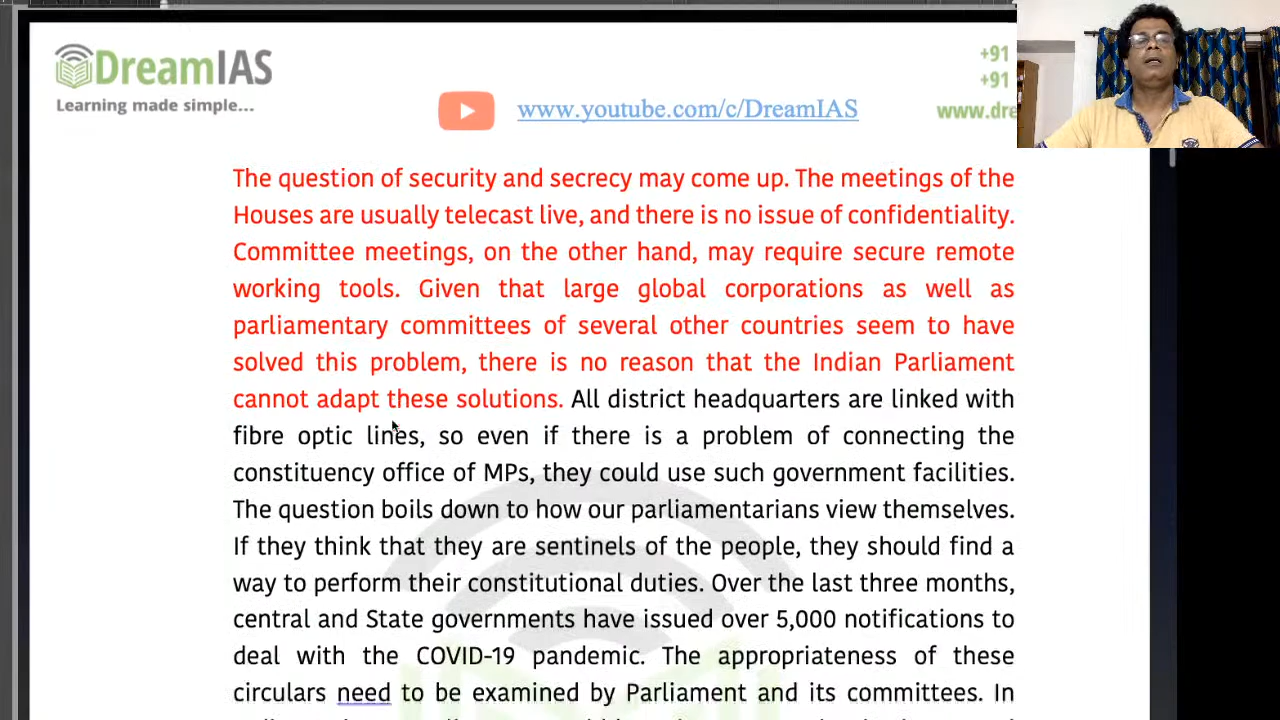 DreamIAS
Learning made simple...
www.youtube.com/c/DreamIAS
+91
+91
www.dre
The question of security and secrecy may come up. The meetings of the
Houses are usually telecast live, and there is no issue of confidentiality.
Committee meetings, on the other hand, may require secure remote
working tools. Given that large global corporations as well as
parliamentary committees of several other countries seem to have
solved this problem, there is no reason that the Indian Parliament
cannot adapt these solutions. All district headquarters are linked with
fibre optic lines, so even if there is a problem of connecting the
constituency office of MPs, they could use such government facilities.
The question boils down to how our parliamentarians view themselves.
If they think that they are sentinels of the people, they should find a
way to perform their constitutional duties. Over the last three months,
central and State governments have issued over 5,000 notifications to
deal with the COVID-19 pandemic. The appropriateness of these
circulars need to be examined by Parliament and its committees. In